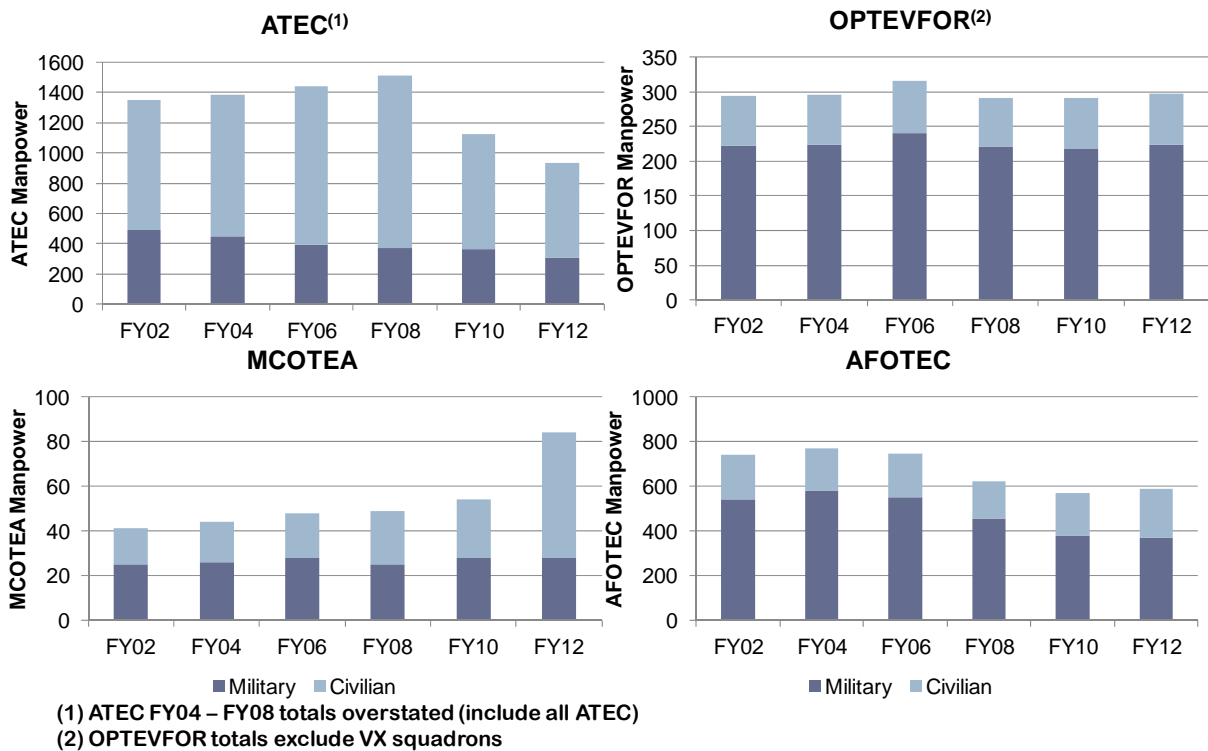 ATEC(1)
ATEC Manpower
1600
1400
1200
1000
800
600
400
200
0
FY02 FY04 FY06 FY08 FY10 FY12
OPTEVFOR(2)
OPTEVFOR Manpower
350
300
250
200
150
100
50
0
FY02 FY04 FY06 FY08 FY10 FY12
MCOTEA
MCOTEA Manpower
100
80
60
40
20
0
FY02 FY04 FY06 FY08 FY10 FY12
Military Civilian
AFOTEC
AFOTEC Manpower
1000
800
600
400
200
0
FY02 FY04 FY06 FY08 FY10 FY12
Military Civilian
(1) ATEC FY04 – FY08 totals overstated (include all ATEC)
(2) OPTEVFOR totals exclude VX squadrons